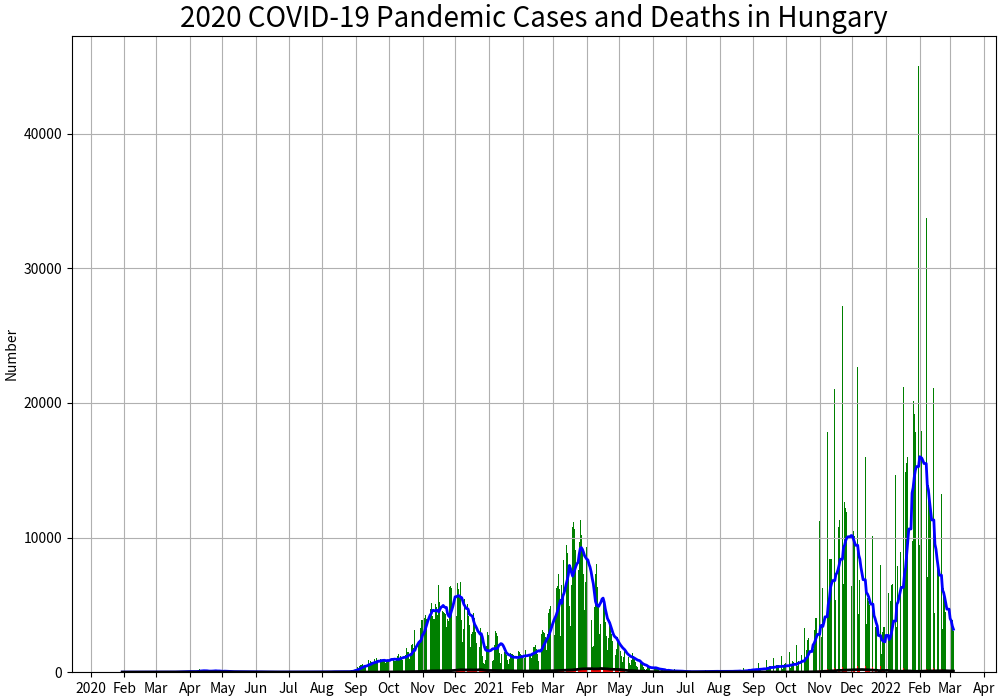 2020 COVID-19 Pandemic Cases and Deaths in Hungary
Number
40000
30000
20000
10000
0
2020 Feb Mar Apr May Jun Jul Aug Sep Oct Nov Dec 2021 Feb Mar Apr May Jun Jul Aug Sep Oct Nov Dec 2022 Feb Mar Apr